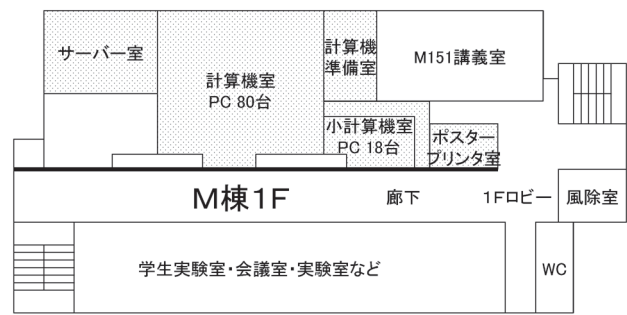 サーバー室
計算機室
PC 80台
計算機
準備室
M151講義室
小計算機室
PC 18台
ポスター
プリンタ室
M棟1F
廊下
1Fロビー
風除室
学生実験室・会議室・実験室など
WC